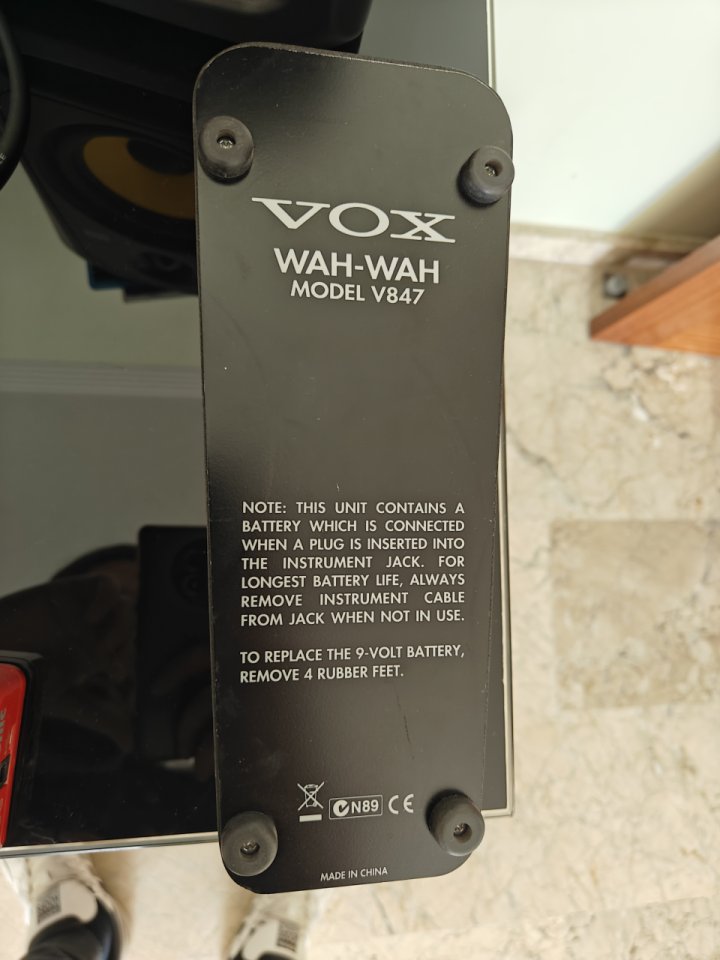 VOX
WAH-WAH
MODEL V847
NOTE: THIS UNIT CONTAINS A
BATTERY WHICH IS CONNECTED
WHEN A PLUG IS INSERTED INTO
THE INSTRUMENT JACK. FOR
LONGEST BATTERY LIFE, ALWAYS
REMOVE INSTRUMENT CABLE
FROM JACK WHEN NOT IN USE.
TO REPLACE THE 9-VOLT BATTERY,
REMOVE 4 RUBBER FEET.
N89 CE
MADE IN CHINA